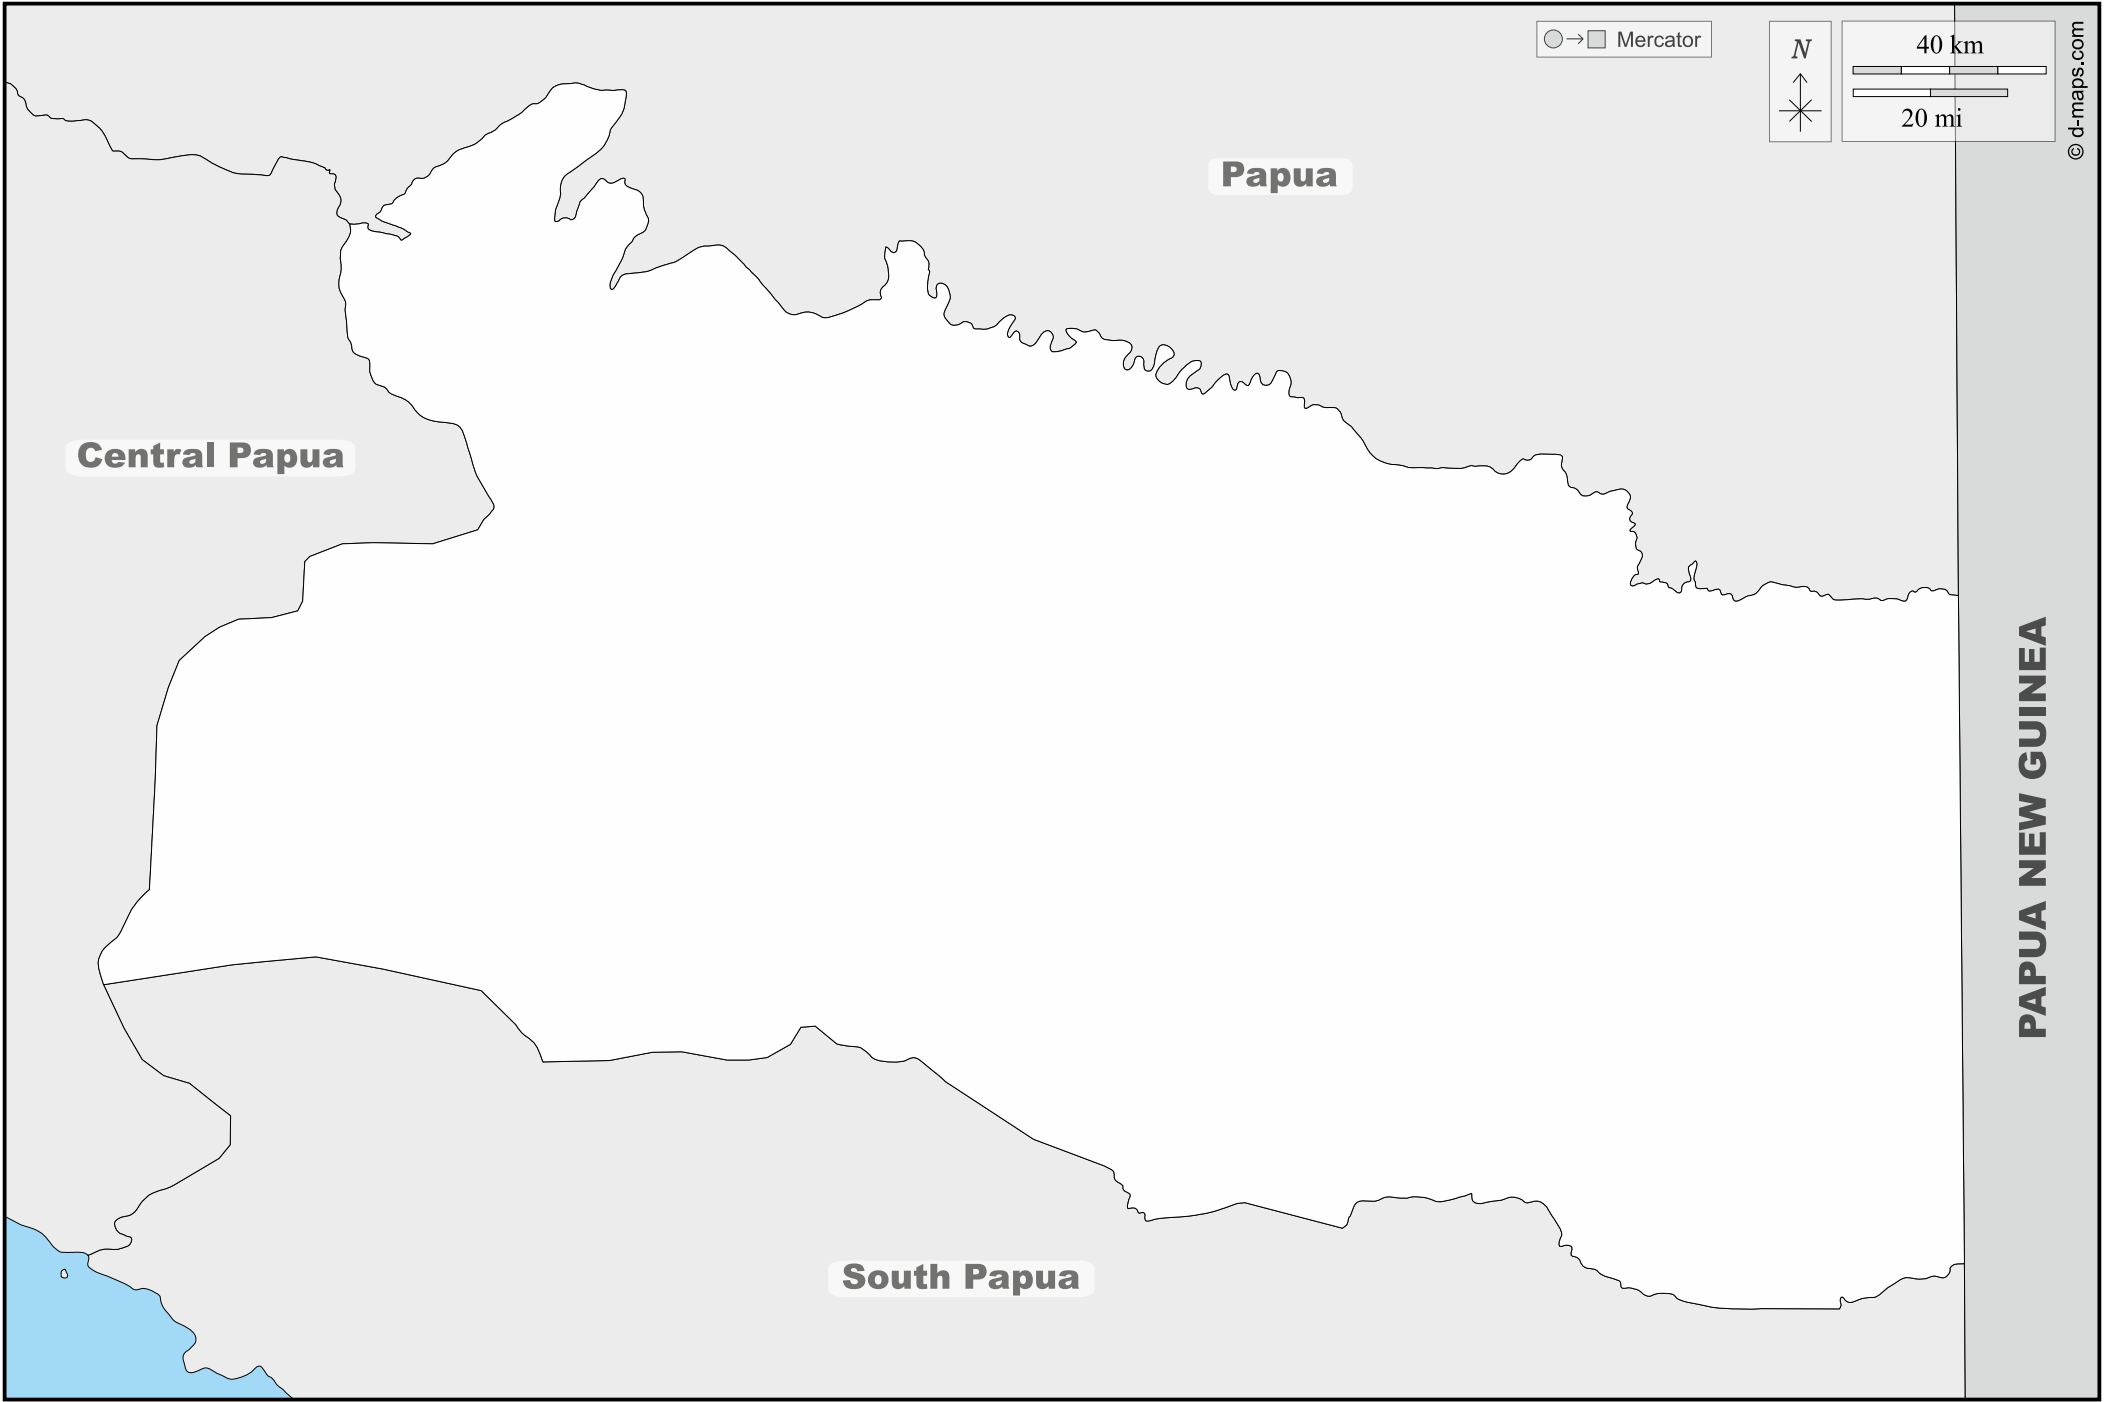 Mercator
N
40 km
20 mi
© d-maps.com
Papua
Central Papua
PAPUA NEW GUINEA
South Papua